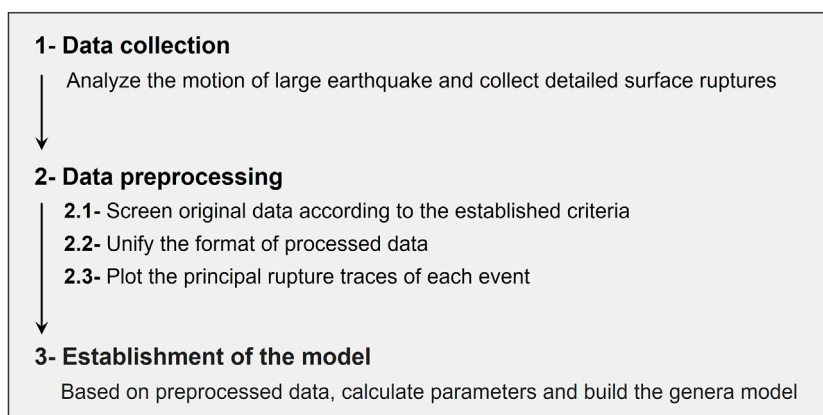 1- Data collection
Analyze the motion of large earthquake and collect detailed surface ruptures
2- Data preprocessing
2.1- Screen original data according to the established criteria
2.2- Unify the format of processed data
2.3- Plot the principal rupture traces of each event
3- Establishment of the model
Based on preprocessed data, calculate parameters and build the genera model